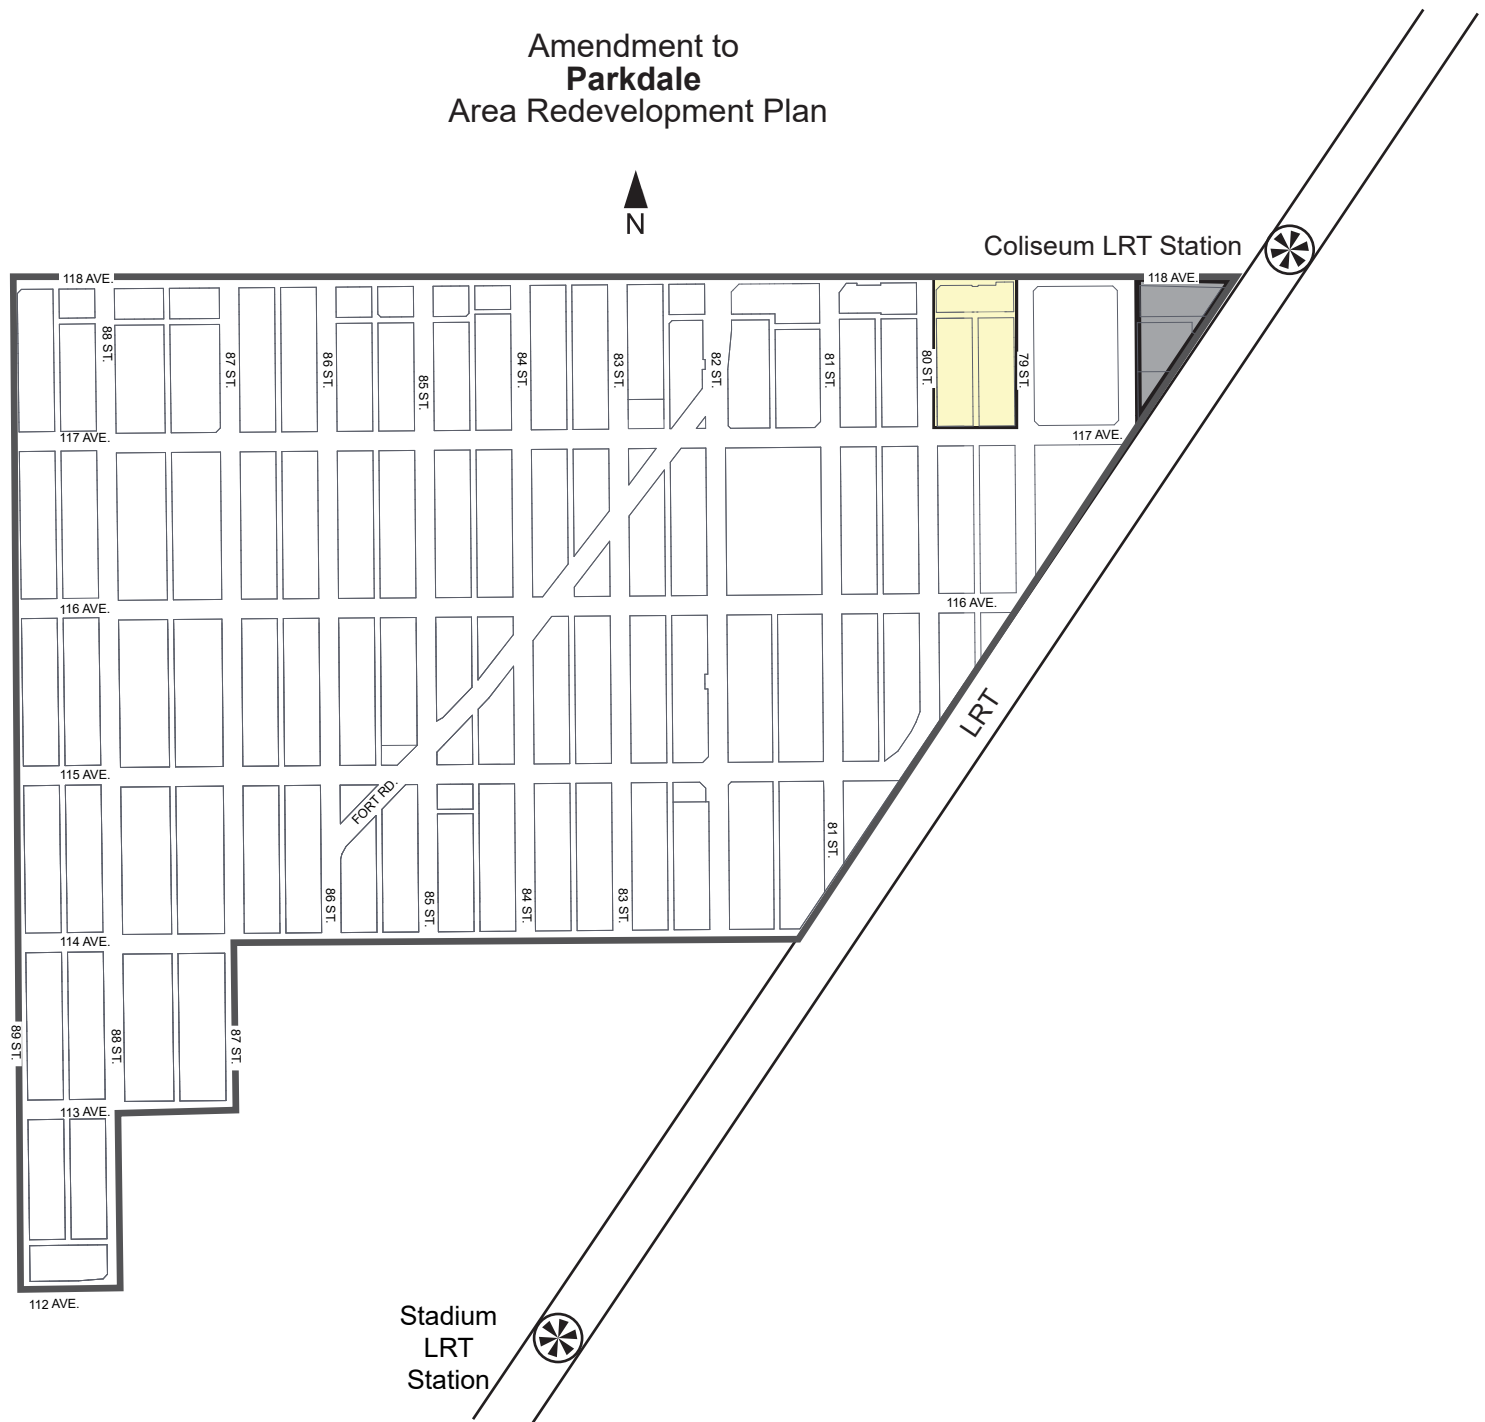 Amendment to
Parkdale
Area Redevelopment Plan
N
Coliseum LRT Station
118 AVE.
118 AVE.
88 ST.
87 ST.
86 ST.
85 ST.
84 ST.
83 ST.
82 ST.
81 ST.
80 ST.
79 ST.
117 AVE.
117 AVE.
116 AVE.
116 AVE.
LRT
115 AVE.
FORT RD.
81 ST.
86 ST.
85 ST.
84 ST.
83 ST.
114 AVE.
89 ST.
88 ST.
87 ST.
113 AVE.
112 AVE.
Stadium
LRT
Station